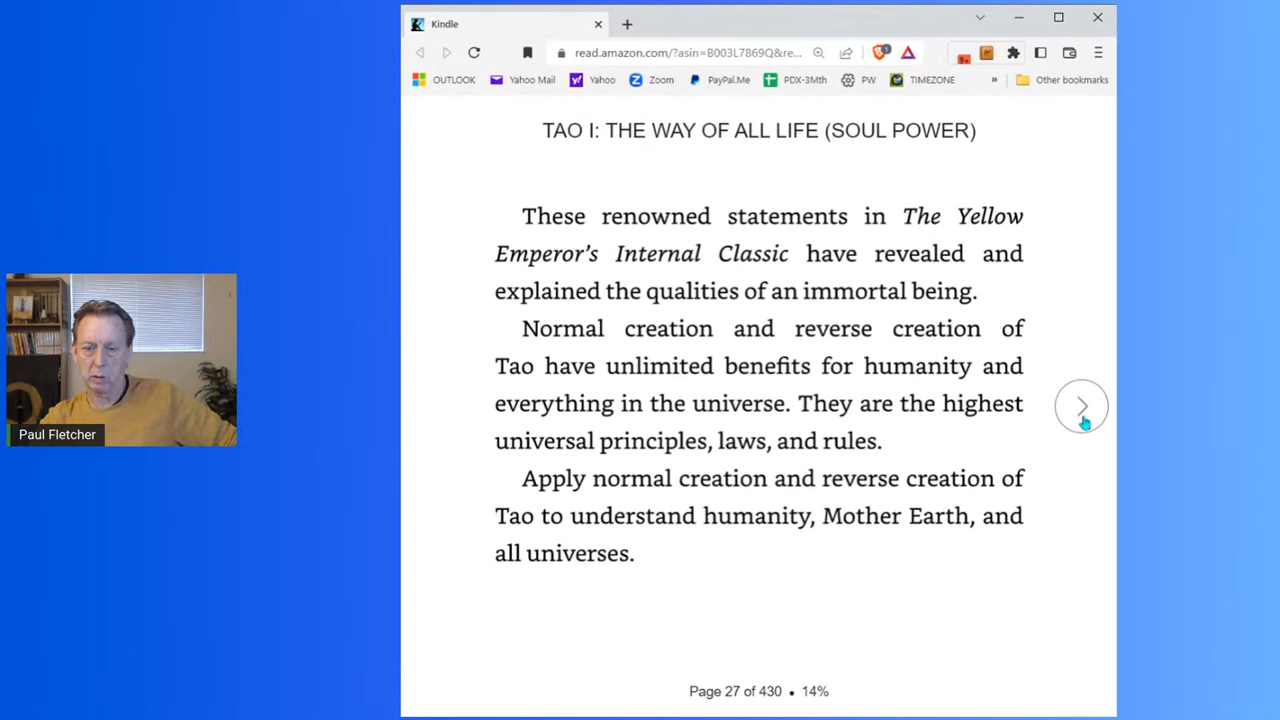 Kindle
read.amazon.com/?asin=B003L7869Q&re...
OUTLOOK Yahoo Mail Yahoo Zoom PayPal.Me PDX-3Mth PW TIMEZONE » Other bookmarks
TAO I: THE WAY OF ALL LIFE (SOUL POWER)
These renowned statements in The Yellow
Emperor's Internal Classic have revealed and
explained the qualities of an immortal being.
Normal creation and reverse creation of
Tao have unlimited benefits for humanity and
everything in the universe. They are the highest
universal principles, laws, and rules.
Apply normal creation and reverse creation of
Tao to understand humanity, Mother Earth, and
all universes.
Paul Fletcher
Page 27 of 430 • 14%